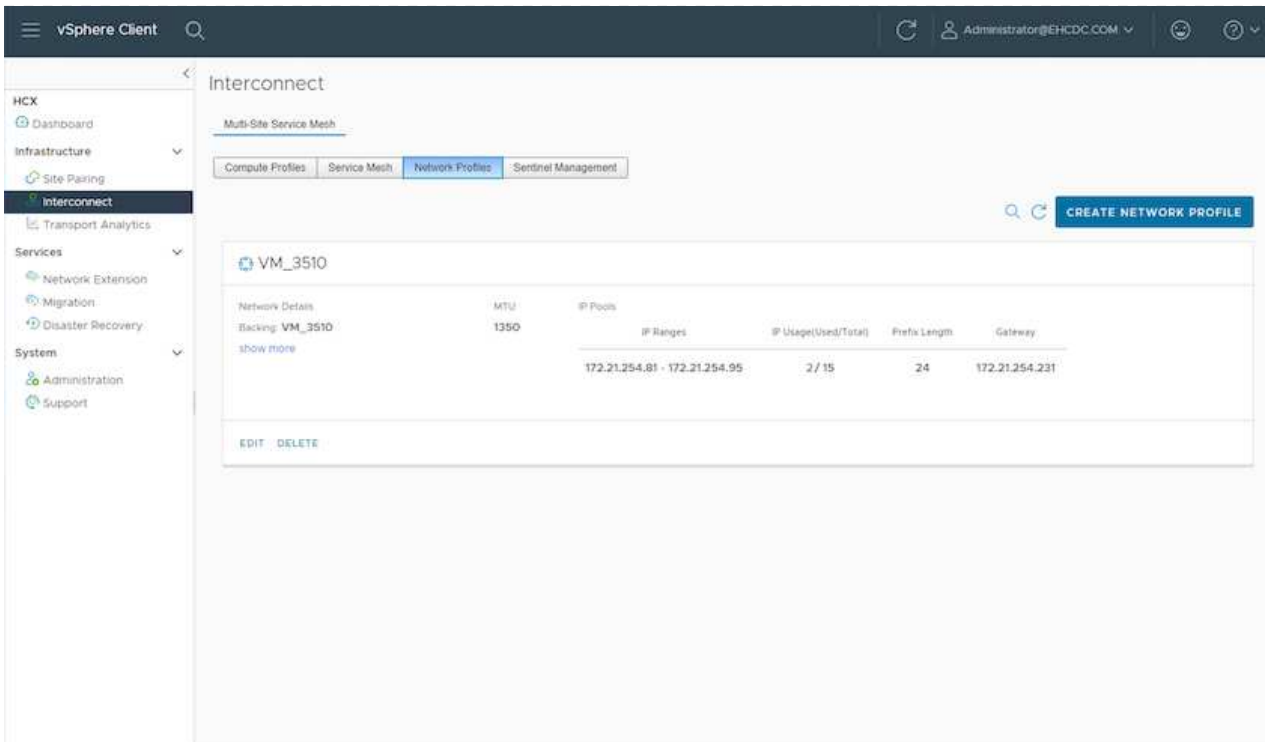 vSphere Client
Administrator@EHCDC.COM
HCX
Dashboard
Infrastructure
Site Pairing
Interconnect
Transport Analytics
Services
Network Extension
Migration
Disaster Recovery
System
Administration
Support
Interconnect
Multi-Site Service Mesh
Compute Profiles Service Mesh Network Profiles Sentinel Management
CREATE NETWORK PROFILE
VM_3510
Network Details MTU IP Pools
Backing: VM_3510 1350 IP Ranges IP Usage(Used/Total) Prefix Length Gateway
show more
172.21.254.81 - 172.21.254.95 2/ 15 24 172.21.254.231
EDIT DELETE